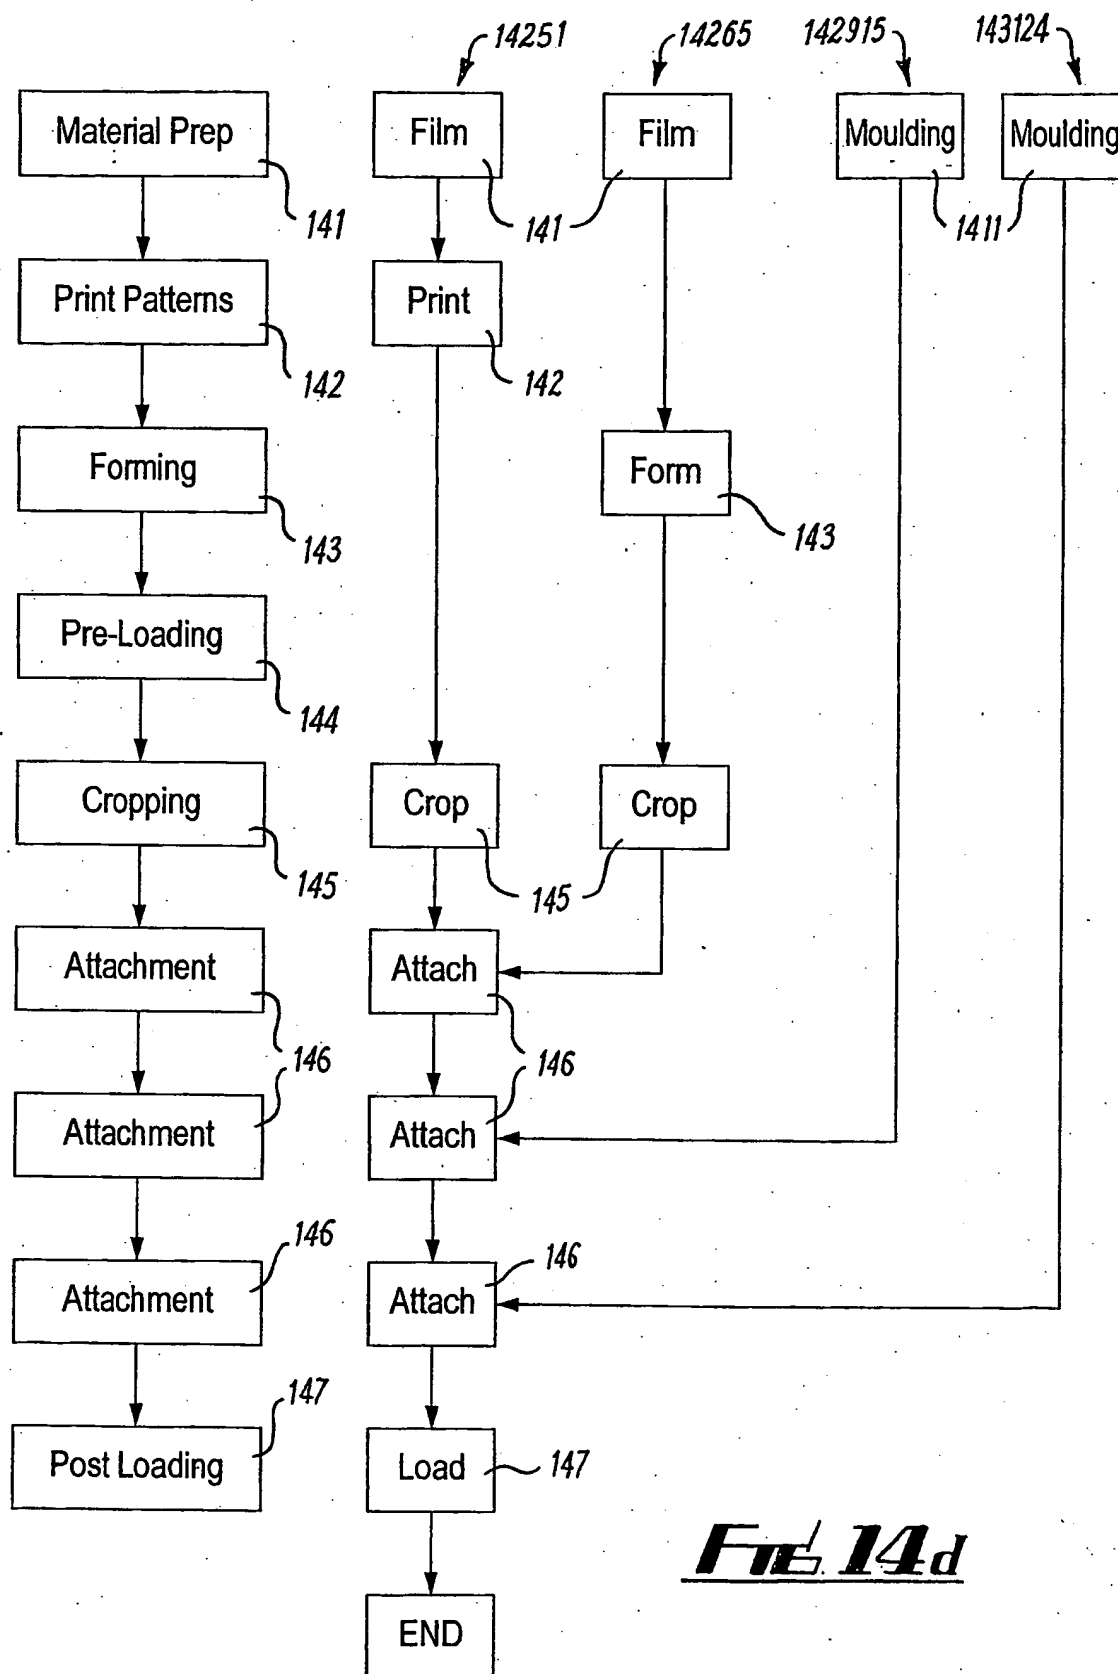 14251 14265 142915 143124
Material Prep Film Film Moulding Moulding
141 141 1411
Print Patterns Print
142 142
Forming Form
143 143
Pre-Loading
144
Cropping Crop Crop
145 145
Attachment Attach
146 146
Attachment Attach
146 146
Attachment Attach
147
Post Loading Load 147
FIG. 14d
END